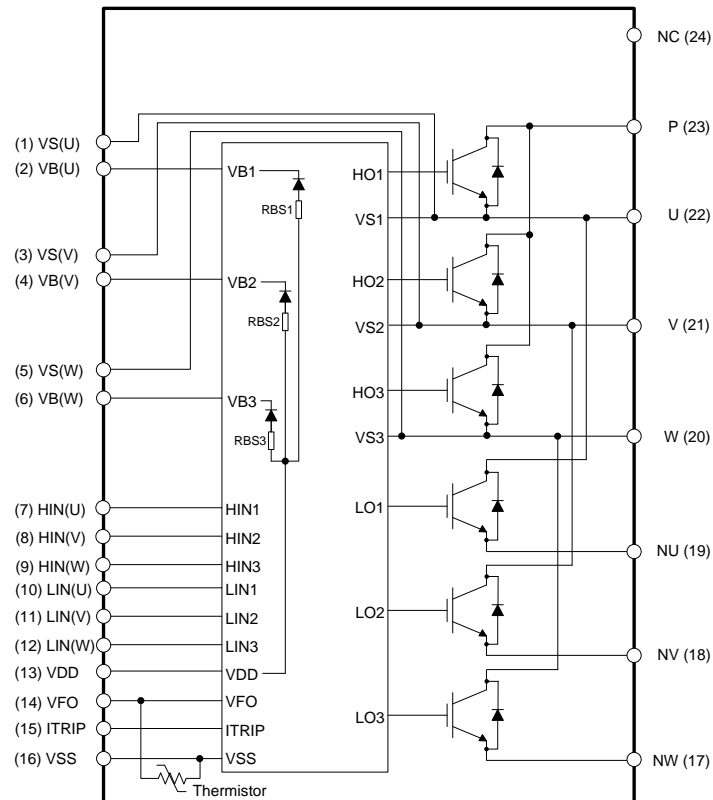 NC (24)
(1) VS(U)
(2) VB(U)
(3) VS(V)
(4) VB(V)
(5) VS(W)
(6) VB(W)
(7) HIN(U)
(8) HIN(V)
(9) HIN(W)
(10) LIN(U)
(11) LIN(V)
(12) LIN(W)
(13) VDD
(14) VFO
(15) ITRIP
(16) VSS
Thermistor
VB1
RBS1
VB2
RBS2
VB3
RBS3
HIN1
HIN2
HIN3
LIN1
LIN2
LIN3
VDD
VFO
ITRIP
VSS
HO1
VS1
HO2
VS2
HO3
VS3
LO1
LO2
LO3
P (23)
U (22)
V (21)
W (20)
NU (19)
NV (18)
NW (17)